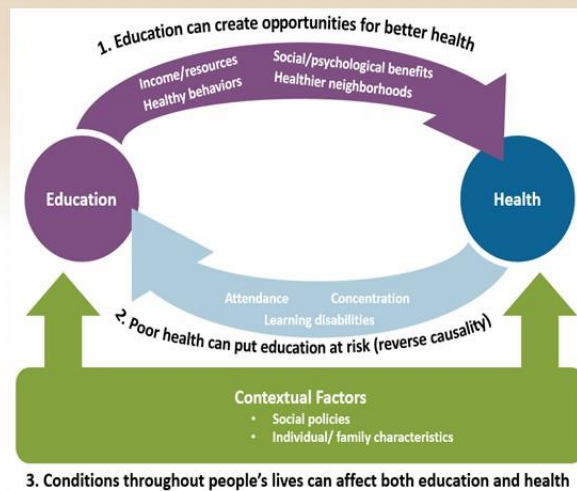 1. Education can create opportunities for better health
Income/resources
Healthy behaviors
Social/psychological benefits
Healthier neighborhoods
Education
Health
Attendance
Concentration
Learning disabilities
2. Poor health can put education at risk (reverse causality)
Contextual Factors
• Social policies
• Individual/ family characteristics
3. Conditions throughout people's lives can affect both education and health